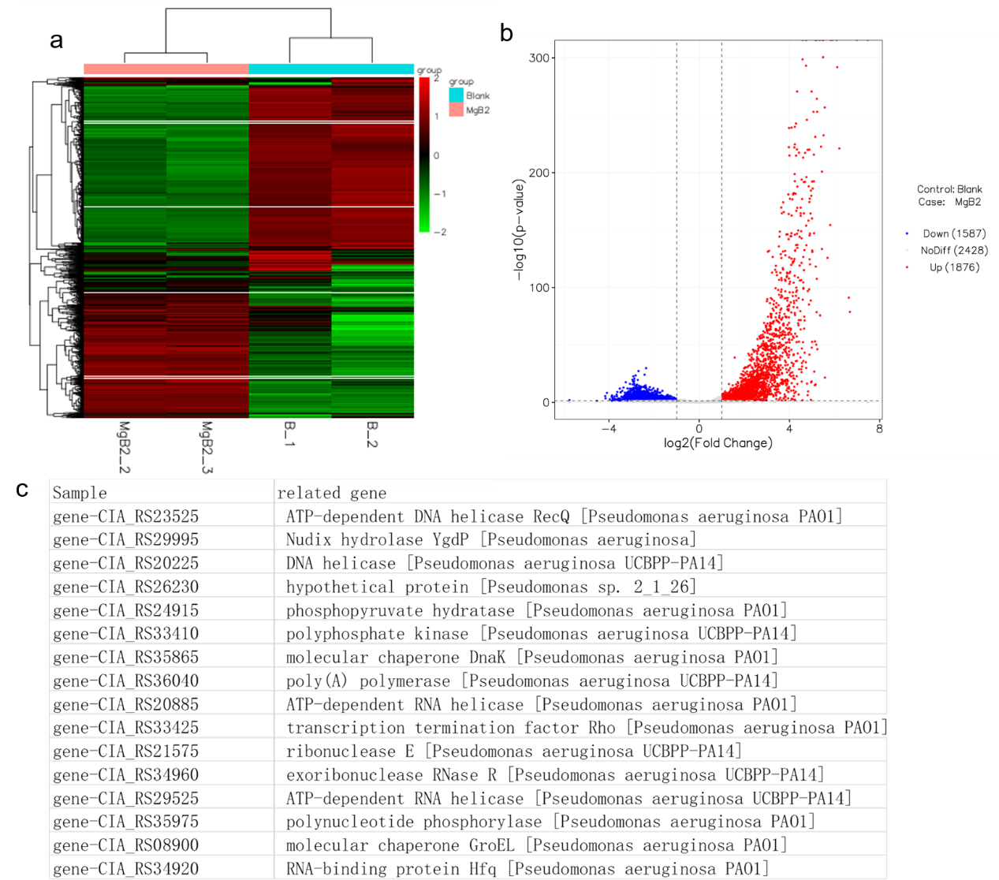 a
group
2
1
0
-1
-2
group
Blank
MgB2
MgB2_2
MgB2_3
B_1
B_2
b
300
200
100
0
-log10(p-value)
-4
0
4
8
log2(Fold Change)
Control: Blank
Case: MgB2
Down (1587)
NoDiff (2428)
Up (1876)
c
Sample related gene
gene-CIA_RS23525 ATP-dependent DNA helicase RecQ [Pseudomonas aeruginosa PAO1]
gene-CIA_RS29995 Nudix hydrolase YgdP [Pseudomonas aeruginosa]
gene-CIA_RS20225 DNA helicase [Pseudomonas aeruginosa UCBPP-PA14]
gene-CIA_RS26230 hypothetical protein [Pseudomonas sp. 2_1_26]
gene-CIA_RS24915 phosphopyruvate hydratase [Pseudomonas aeruginosa PAO1]
gene-CIA_RS33410 polyphosphate kinase [Pseudomonas aeruginosa UCBPP-PA14]
gene-CIA_RS35865 molecular chaperone DnaK [Pseudomonas aeruginosa PAO1]
gene-CIA_RS36040 poly(A) polymerase [Pseudomonas aeruginosa UCBPP-PA14]
gene-CIA_RS20885 ATP-dependent RNA helicase [Pseudomonas aeruginosa PAO1]
gene-CIA_RS33425 transcription termination factor Rho [Pseudomonas aeruginosa PAO1]
gene-CIA_RS21575 ribonuclease E [Pseudomonas aeruginosa UCBPP-PA14]
gene-CIA_RS34960 exoribonuclease RNase R [Pseudomonas aeruginosa UCBPP-PA14]
gene-CIA_RS29525 ATP-dependent RNA helicase [Pseudomonas aeruginosa UCBPP-PA14]
gene-CIA_RS35975 polynucleotide phosphorylase [Pseudomonas aeruginosa PAO1]
gene-CIA_RS08900 molecular chaperone GroEL [Pseudomonas aeruginosa PAO1]
gene-CIA_RS34920 RNA-binding protein Hfq [Pseudomonas aeruginosa PAO1]